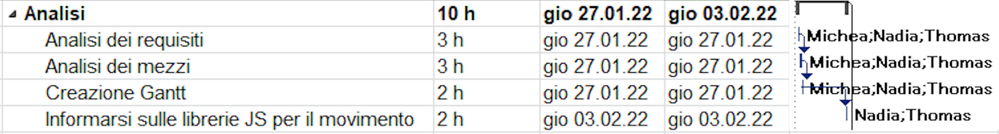 Analisi 10 h gio 27.01.22 gio 03.02.22
Analisi dei requisiti 3 h gio 27.01.22 gio 27.01.22 Michea;Nadia;Thomas
Analisi dei mezzi 3 h gio 27.01.22 gio 27.01.22 Michea;Nadia;Thomas
Creazione Gantt 2 h gio 27.01.22 gio 27.01.22 Michea;Nadia;Thomas
Informarsi sulle librerie JS per il movimento 2 h gio 03.02.22 gio 03.02.22 Nadia;Thomas